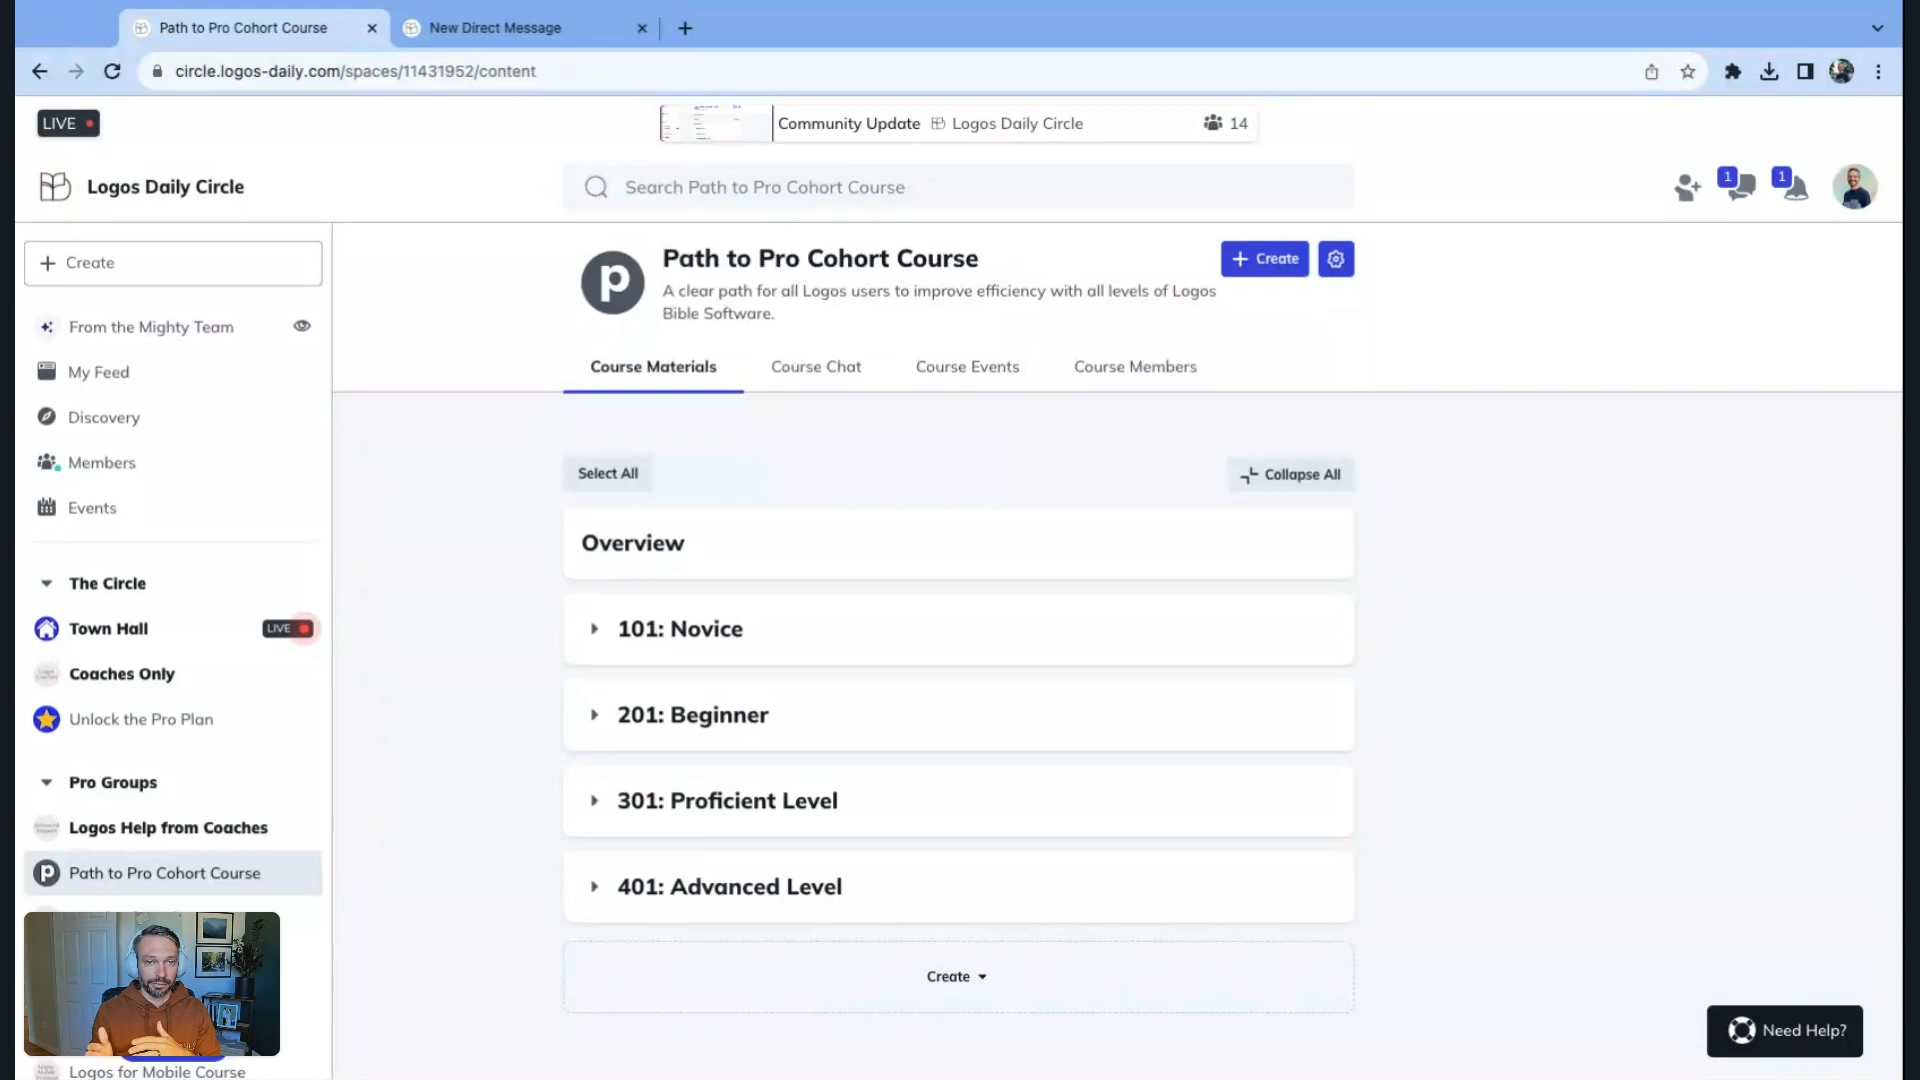 Path to Pro Cohort Course
New Direct Message
circle.logos-daily.com/spaces/11431952/content
LIVE
Community Update Logos Daily Circle 14
Logos Daily Circle
Search Path to Pro Cohort Course
1
1
Create
From the Mighty Team
My Feed
Discovery
Members
Events
The Circle
Town Hall
LIVE
Coaches Only
Unlock the Pro Plan
Pro Groups
Logos Help from Coaches
Path to Pro Cohort Course
Logos for Mobile Course
p
Path to Pro Cohort Course
A clear path for all Logos users to improve efficiency with all levels of Logos
Bible Software.
+ Create
Course Materials
Course Chat
Course Events
Course Members
Select All
Collapse All
Overview
101: Novice
201: Beginner
301: Proficient Level
401: Advanced Level
Create
Need Help?